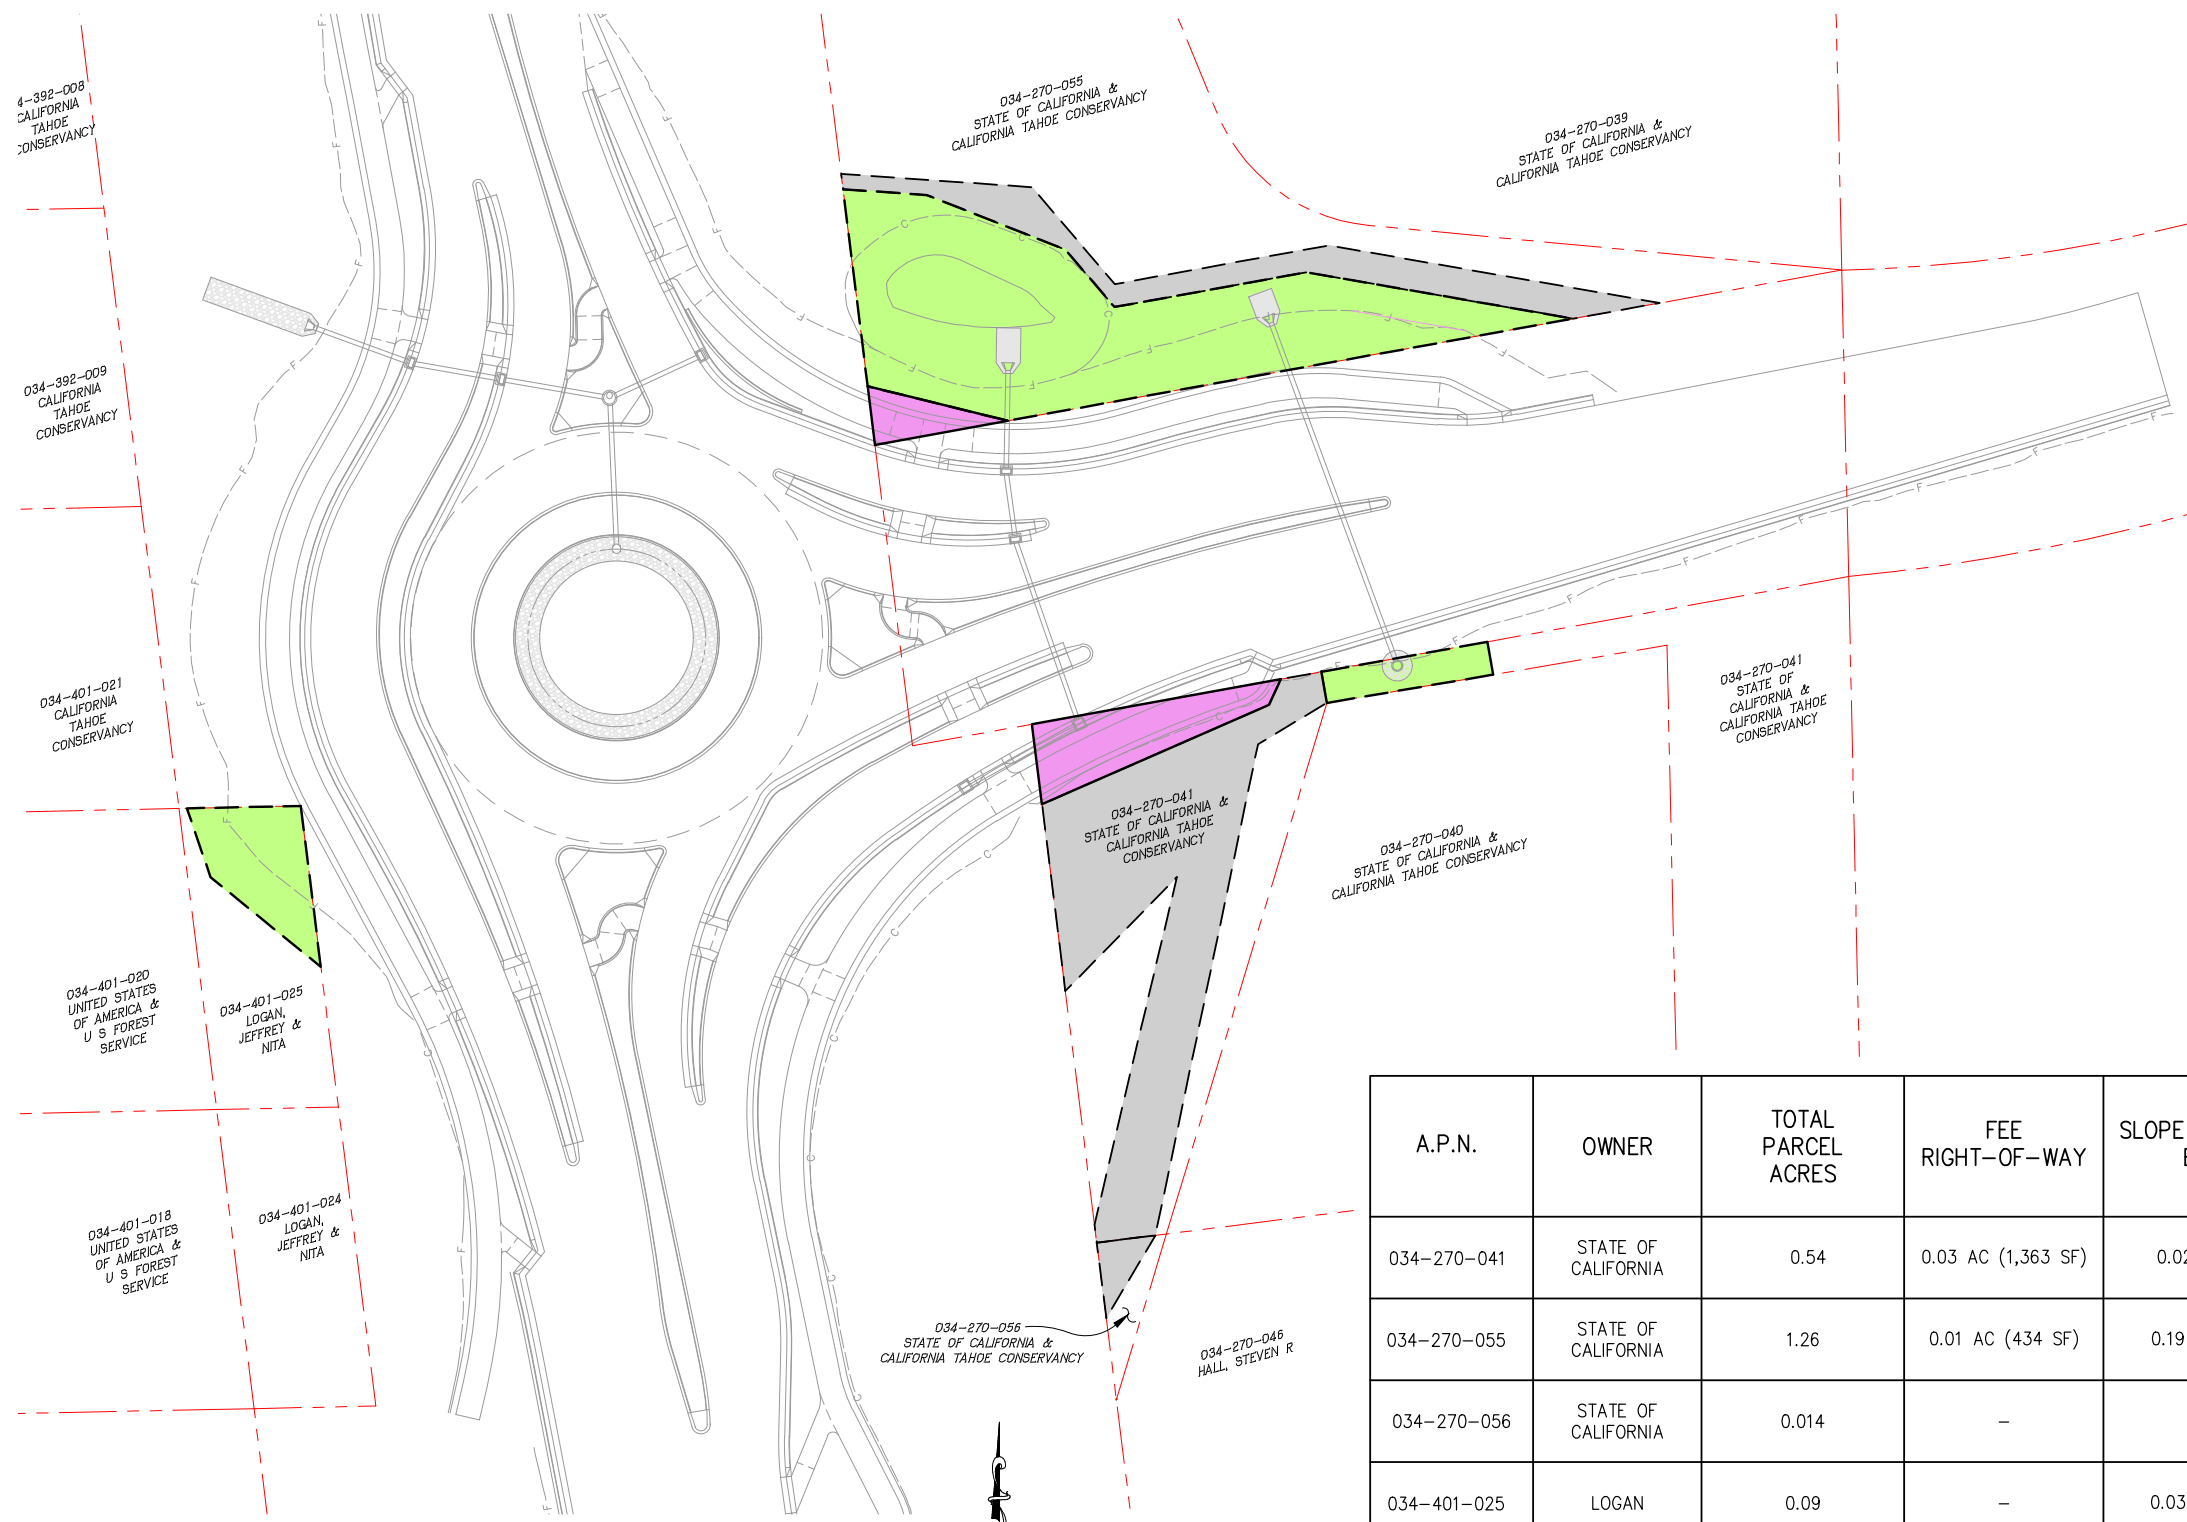 034-270-055
STATE OF CALIFORNIA &
CALIFORNIA TAHOE CONSERVANCY
034-270-039
STATE OF CALIFORNIA &
CALIFORNIA TAHOE CONSERVANCY
4-392-008
CALIFORNIA
TAHOE
CONSERVANCY
034-392-009
CALIFORNIA
TAHOE
CONSERVANCY
034-401-021
CALIFORNIA
TAHOE
CONSERVANCY
034-270-041
STATE OF
CALIFORNIA &
CALIFORNIA TAHOE
CONSERVANCY
034-270-041
STATE OF CALIFORNIA &
CALIFORNIA TAHOE
CONSERVANCY
034-270-040
STATE OF CALIFORNIA &
CALIFORNIA TAHOE CONSERVANCY
034-401-020
UNITED STATES
OF AMERICA &
U S FOREST
SERVICE
034-401-025
LOGAN,
JEFFREY &
NITA
034-401-018
UNITED STATES
OF AMERICA &
U S FOREST
SERVICE
034-401-024
LOGAN,
JEFFREY &
NITA
034-270-056
STATE OF CALIFORNIA &
CALIFORNIA TAHOE CONSERVANCY
034-270-046
HALL, STEVEN R
A.P.N.
OWNER
TOTAL
PARCEL
ACRES
FEE
RIGHT-OF-WAY
SLOPE
034-270-041
STATE OF
CALIFORNIA
0.54
0.03 AC (1,363 SF)
0.02
034-270-055
STATE OF
CALIFORNIA
1.26
0.01 AC (434 SF)
0.19
034-270-056
STATE OF
CALIFORNIA
0.014
-
034-401-025
LOGAN
0.09
-
0.03